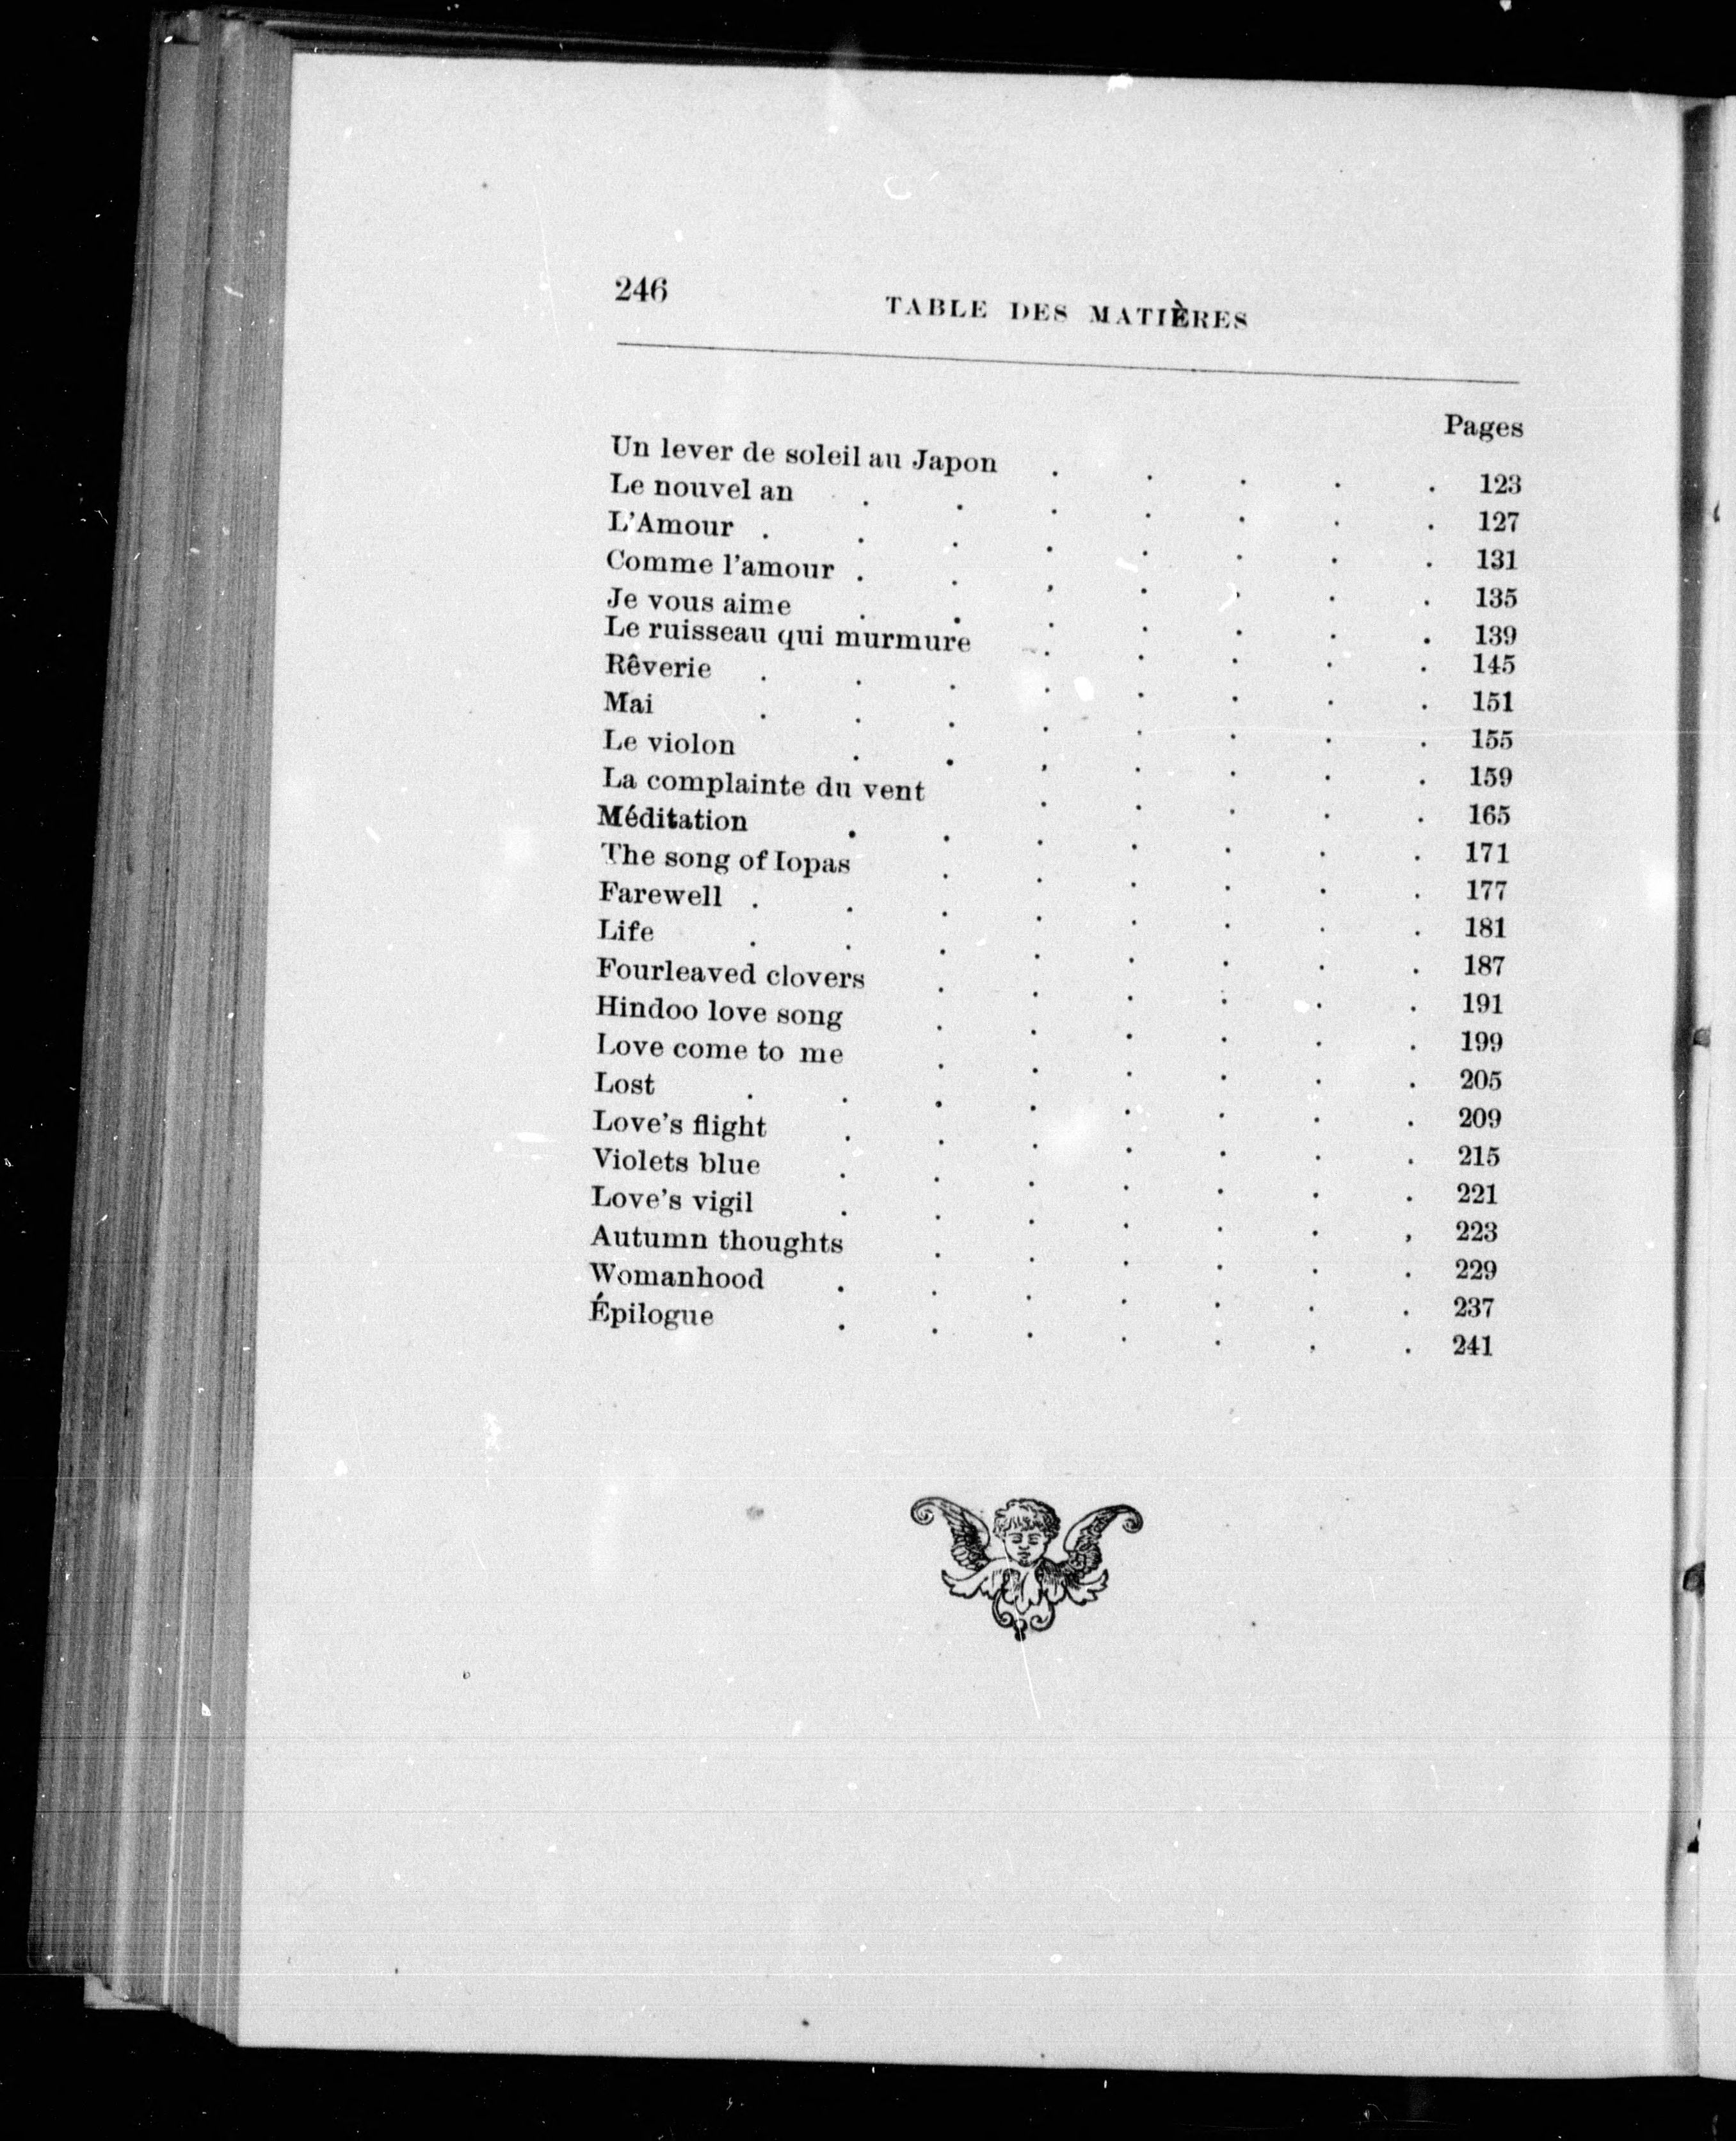 246 TABLE DES MATIÈRES
Pages
Un lever de soleil au Japon . . . . . 123
Le nouvel an . . . . . . . 127
L'Amour . . . . . . . . 131
Comme l'amour . . . . . . . 135
Je vous aime . . . . . . . 139
Le ruisseau qui murmure . . . . . 145
Rêverie . . . . . . . . 151
Mai . . . . . . . . 155
Le violon . . . . . . . 159
La complainte du vent . . . . . 165
Méditation . . . . . . . 171
The song of Iopas . . . . . . 177
Farewell . . . . . . . . 181
Life . . . . . . . . 187
Fourleaved clovers . . . . . . 191
Hindoo love song . . . . . . 199
Love come to me . . . . . . 205
Lost . . . . . . . . 209
Love's flight . . . . . . . 215
Violets blue . . . . . . . 221
Love's vigil . . . . . . , 223
Autumn thoughts . . . . . . 229
Womanhood . . . . . . . 237
Épilogue . . . . . . . 241